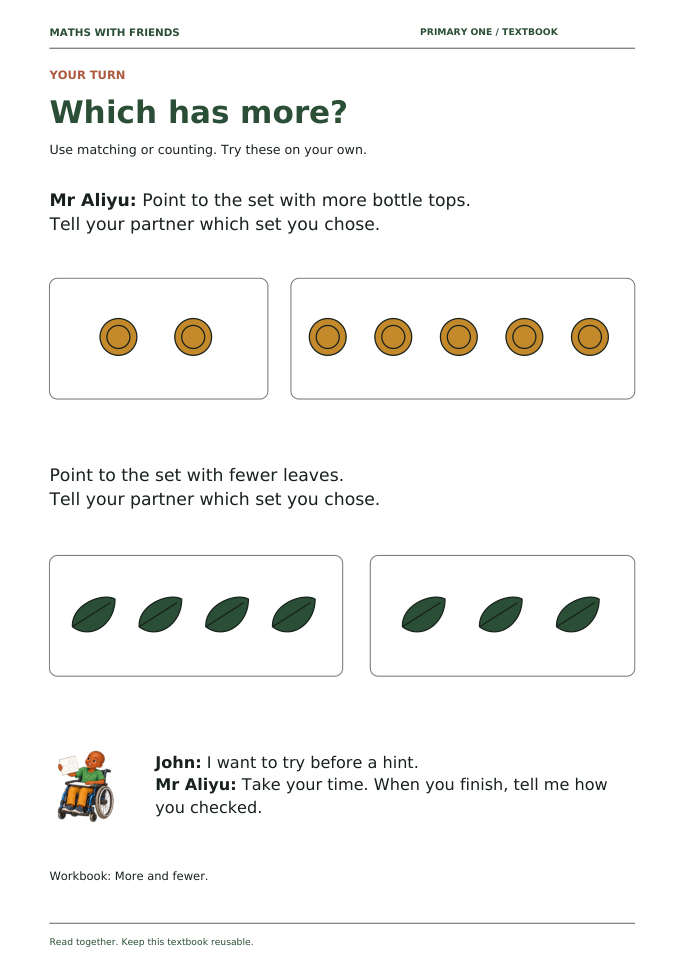 MATHS WITH FRIENDS
PRIMARY ONE / TEXTBOOK
YOUR TURN
Which has more?
Use matching or counting. Try these on your own.
Mr Aliyu: Point to the set with more bottle tops.
Tell your partner which set you chose.
Point to the set with fewer leaves.
Tell your partner which set you chose.
John: I want to try before a hint.
Mr Aliyu: Take your time. When you finish, tell me how
you checked.
Workbook: More and fewer.
Read together. Keep this textbook reusable.